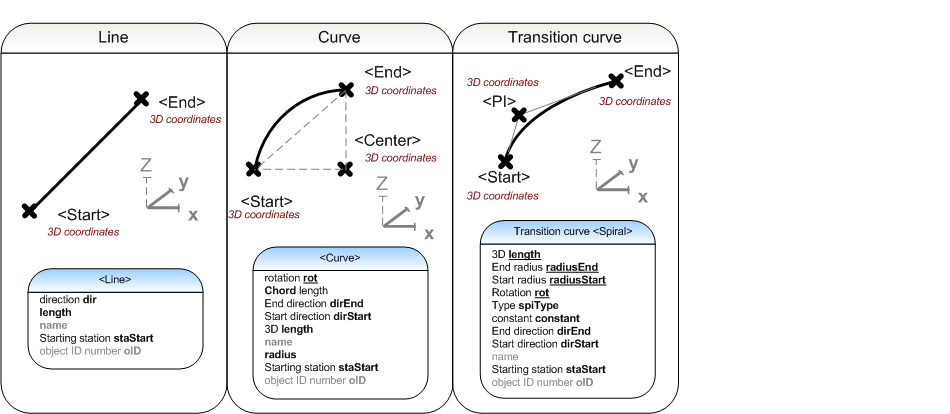 Line
<End>
3D coordinates
Z
y
x
<Start>
3D coordinates
<Line>
direction dir
length
name
Starting station staStart
object ID number oID
Curve
<End>
3D coordinates
<Center>
3D coordinates
<Start>
3D coordinates
Z
y
x
<Curve>
rotation rot
Chord length
End direction dirEnd
Start direction dirStart
3D length
name
radius
Starting station staStart
object ID number oID
Transition curve
<End>
3D coordinates
3D coordinates
<PI>
<Start>
3D coordinates
Z
y
x
Transition curve <Spiral>
3D length
End radius radiusEnd
Start radius radiusStart
Rotation rot
Type spiType
constant constant
End direction dirEnd
Start direction dirStart
name
Starting station staStart
object ID number oID